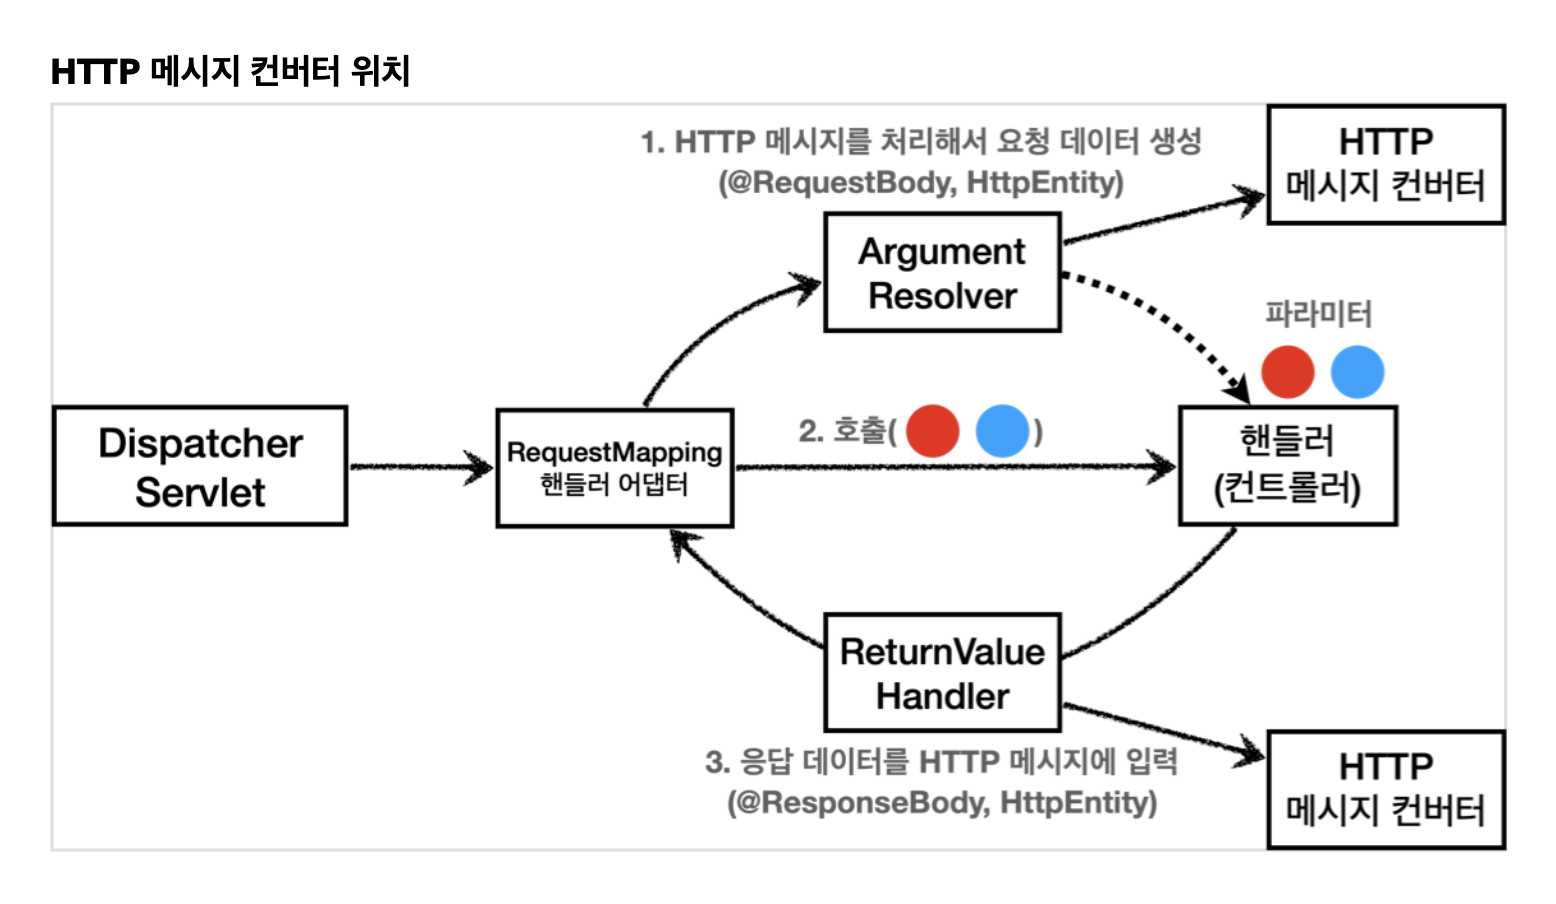 HTTP 메시지 컨버터 위치
1. HTTP 메시지를 처리해서 요청 데이터 생성
(@RequestBody, HttpEntity)
HTTP
메시지 컨버터
Argument
Resolver
파라미터
Dispatcher
Servlet
RequestMapping
핸들러 어댑터
2. 호출( )
핸들러
(컨트롤러)
ReturnValue
Handler
3. 응답 데이터를 HTTP 메시지에 입력
(@ResponseBody, HttpEntity)
HTTP
메시지 컨버터